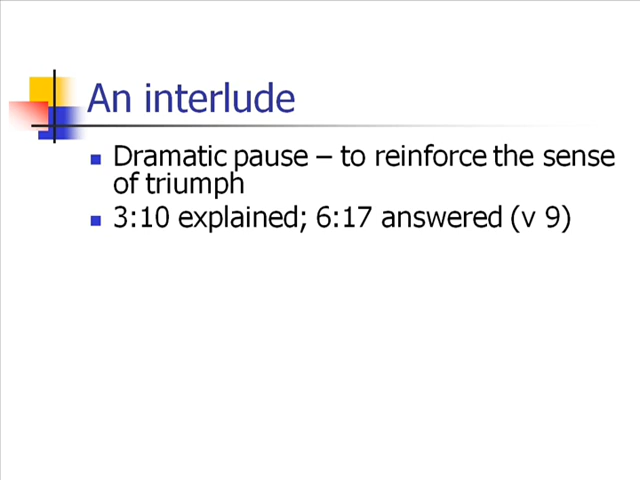 An interlude
Dramatic pause – to reinforce the sense
of triumph
3:10 explained; 6:17 answered (v 9)